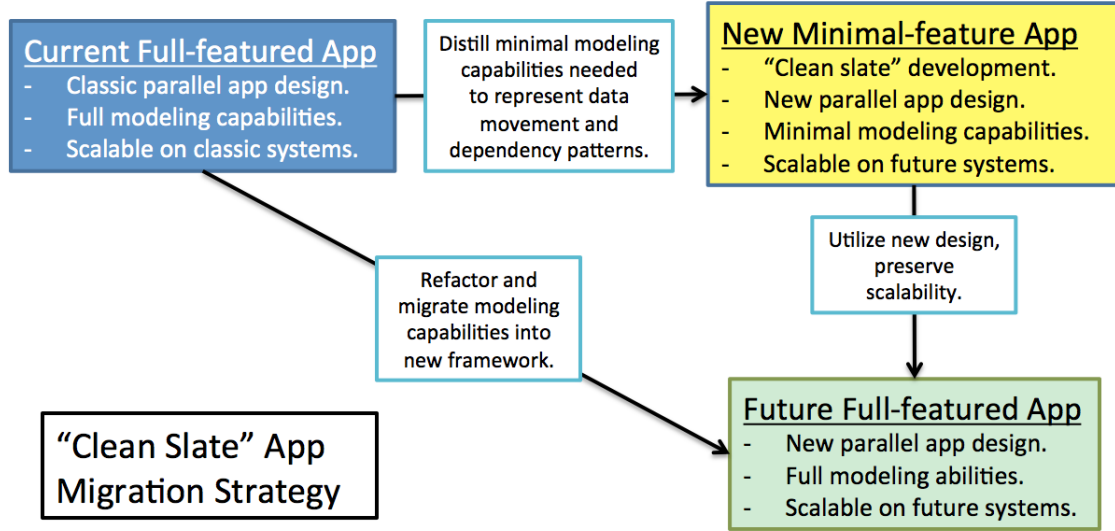 Current Full-featured App
- Classic parallel app design.
- Full modeling capabilities.
- Scalable on classic systems.
Distill minimal modeling
capabilities needed
to represent data
movement and
dependency patterns.
New Minimal-feature App
- “Clean slate” development.
- New parallel app design.
- Minimal modeling capabilities.
- Scalable on future systems.
Utilize new design,
preserve
scalability.
Refactor and
migrate modeling
capabilities into
new framework.
“Clean Slate” App
Migration Strategy
Future Full-featured App
- New parallel app design.
- Full modeling abilities.
- Scalable on future systems.